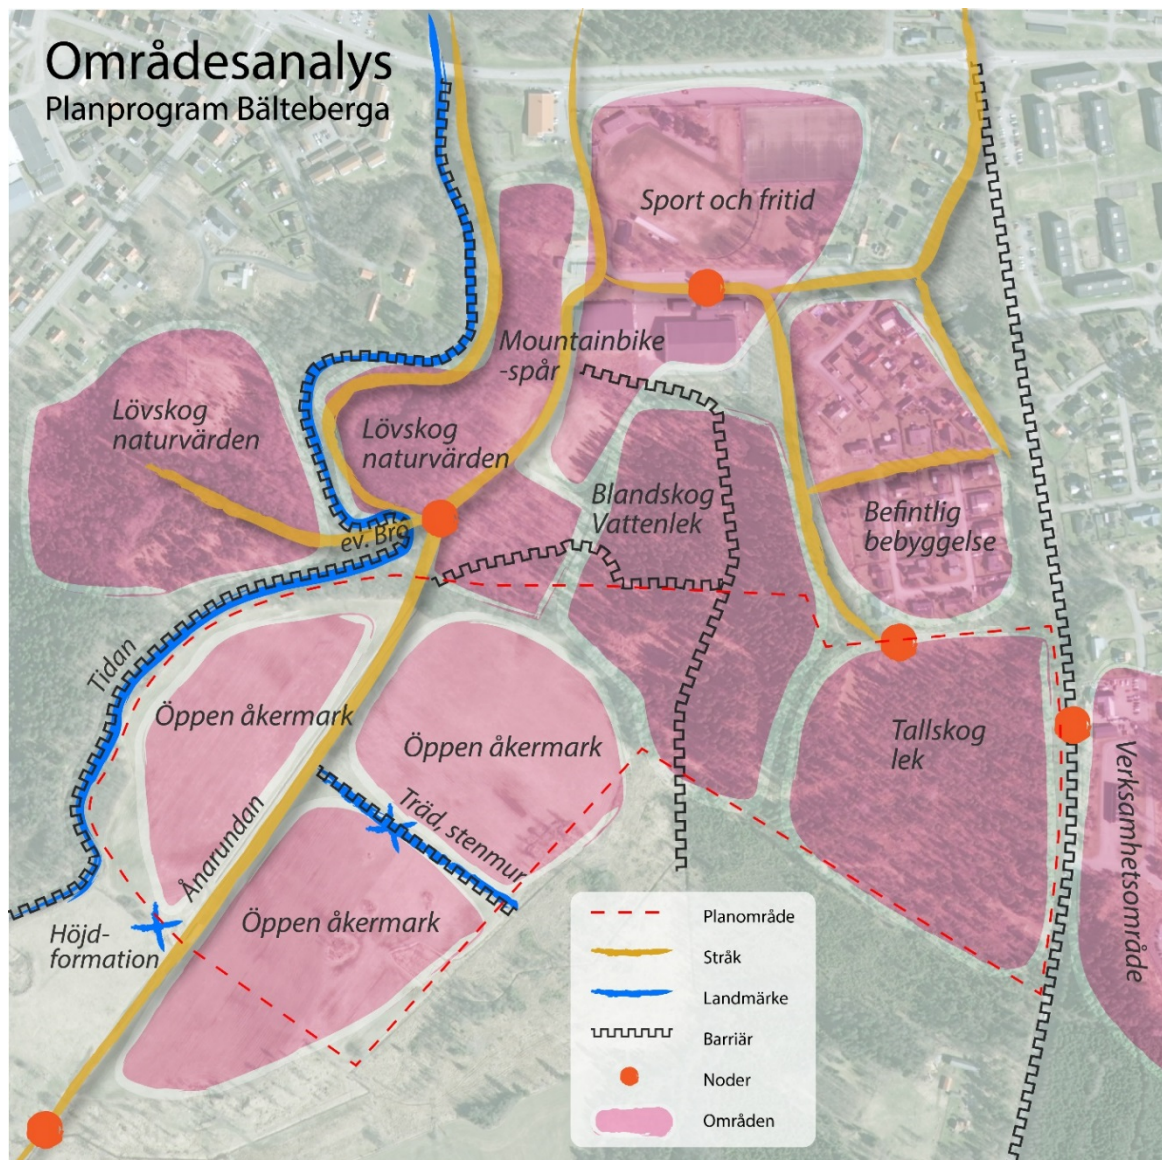 Områdesanalys
Planprogram Bälteberga
Sport och fritid
Mountainbike
-spår
Lövskog
naturvärden
Lövskog
naturvärden
Blandskog
Vattenlek
Befintlig
bebyggelse
ev. Bro
Tidan
Öppen åkermark
Öppen åkermark
Tallskog
lek
Verksamhetsområde
Träd, stenmur
Ånarundan
Öppen åkermark
Höjd-
formation
Planområde
Stråk
Landmärke
Barriär
Noder
Områden